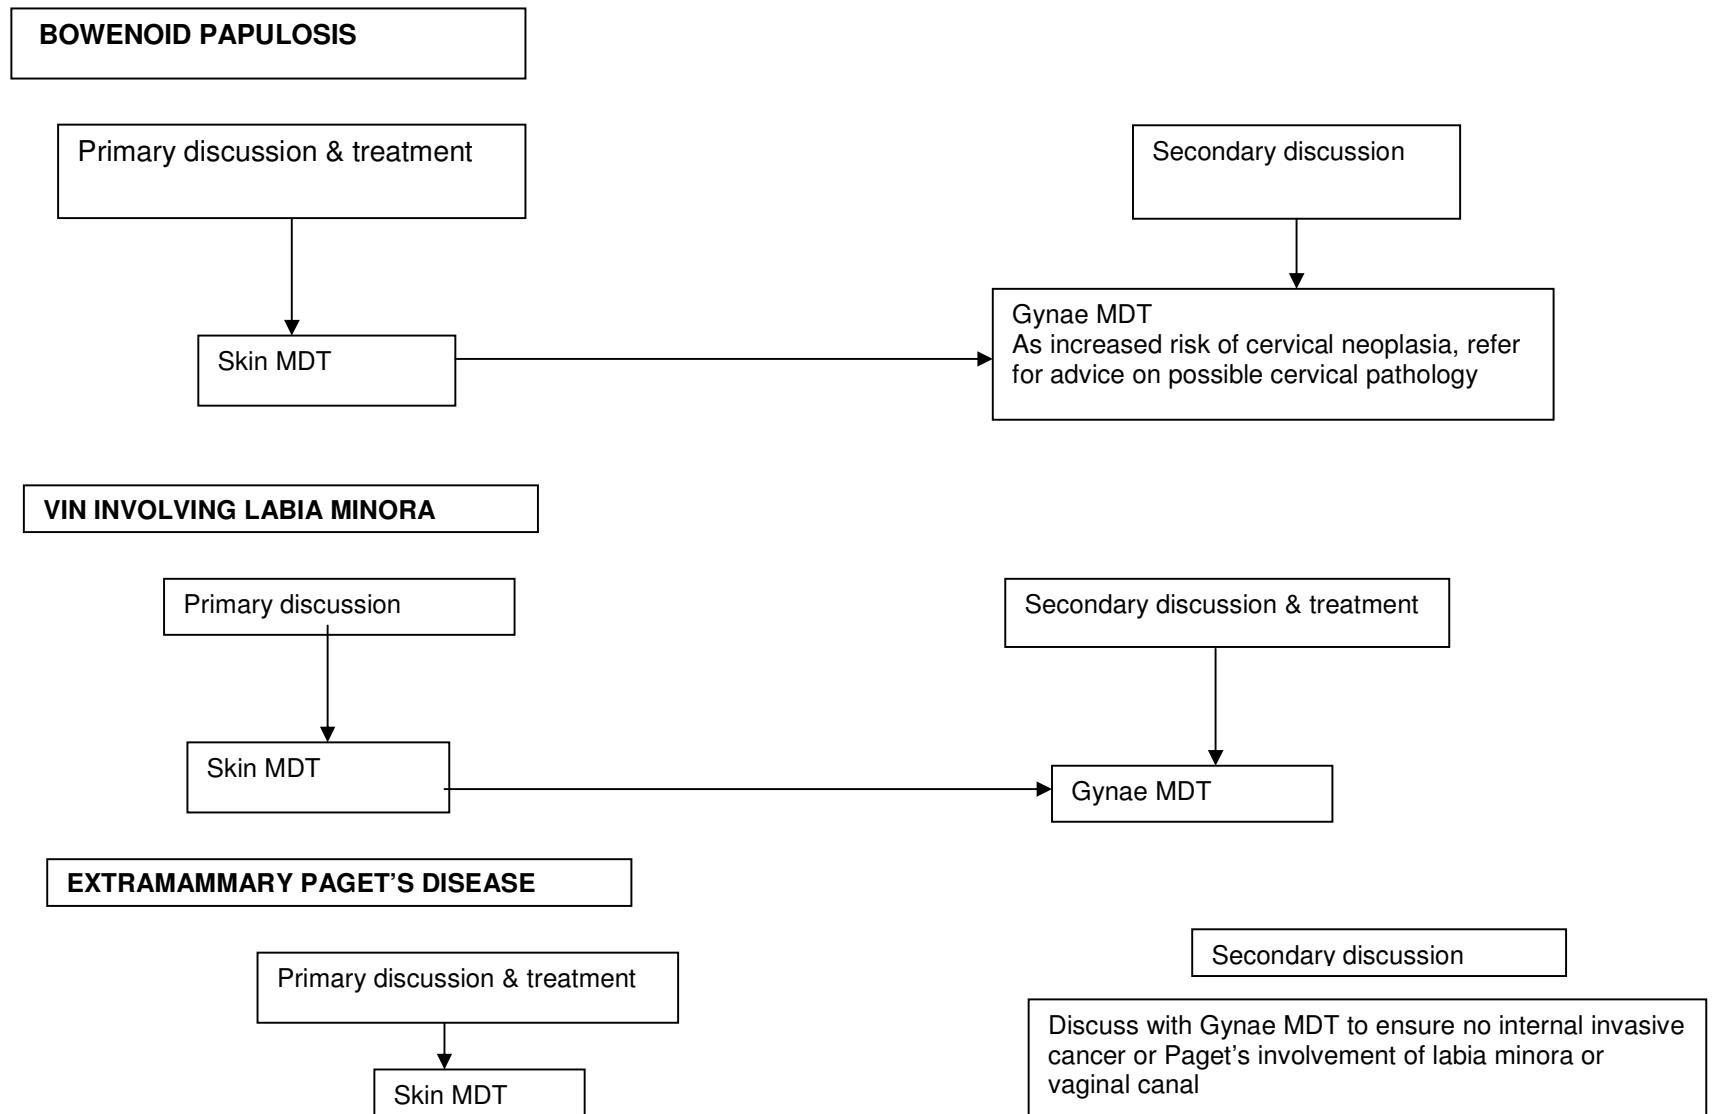 BOWENOID PAPULOSIS
Primary discussion & treatment
Secondary discussion
Skin MDT
Gynae MDT
As increased risk of cervical neoplasia, refer
for advice on possible cervical pathology
VIN INVOLVING LABIA MINORA
Primary discussion
Secondary discussion & treatment
Skin MDT
Gynae MDT
EXTRAMAMMARY PAGET’S DISEASE
Primary discussion & treatment
Secondary discussion
Skin MDT
Discuss with Gynae MDT to ensure no internal invasive
cancer or Paget’s involvement of labia minora or
vaginal canal